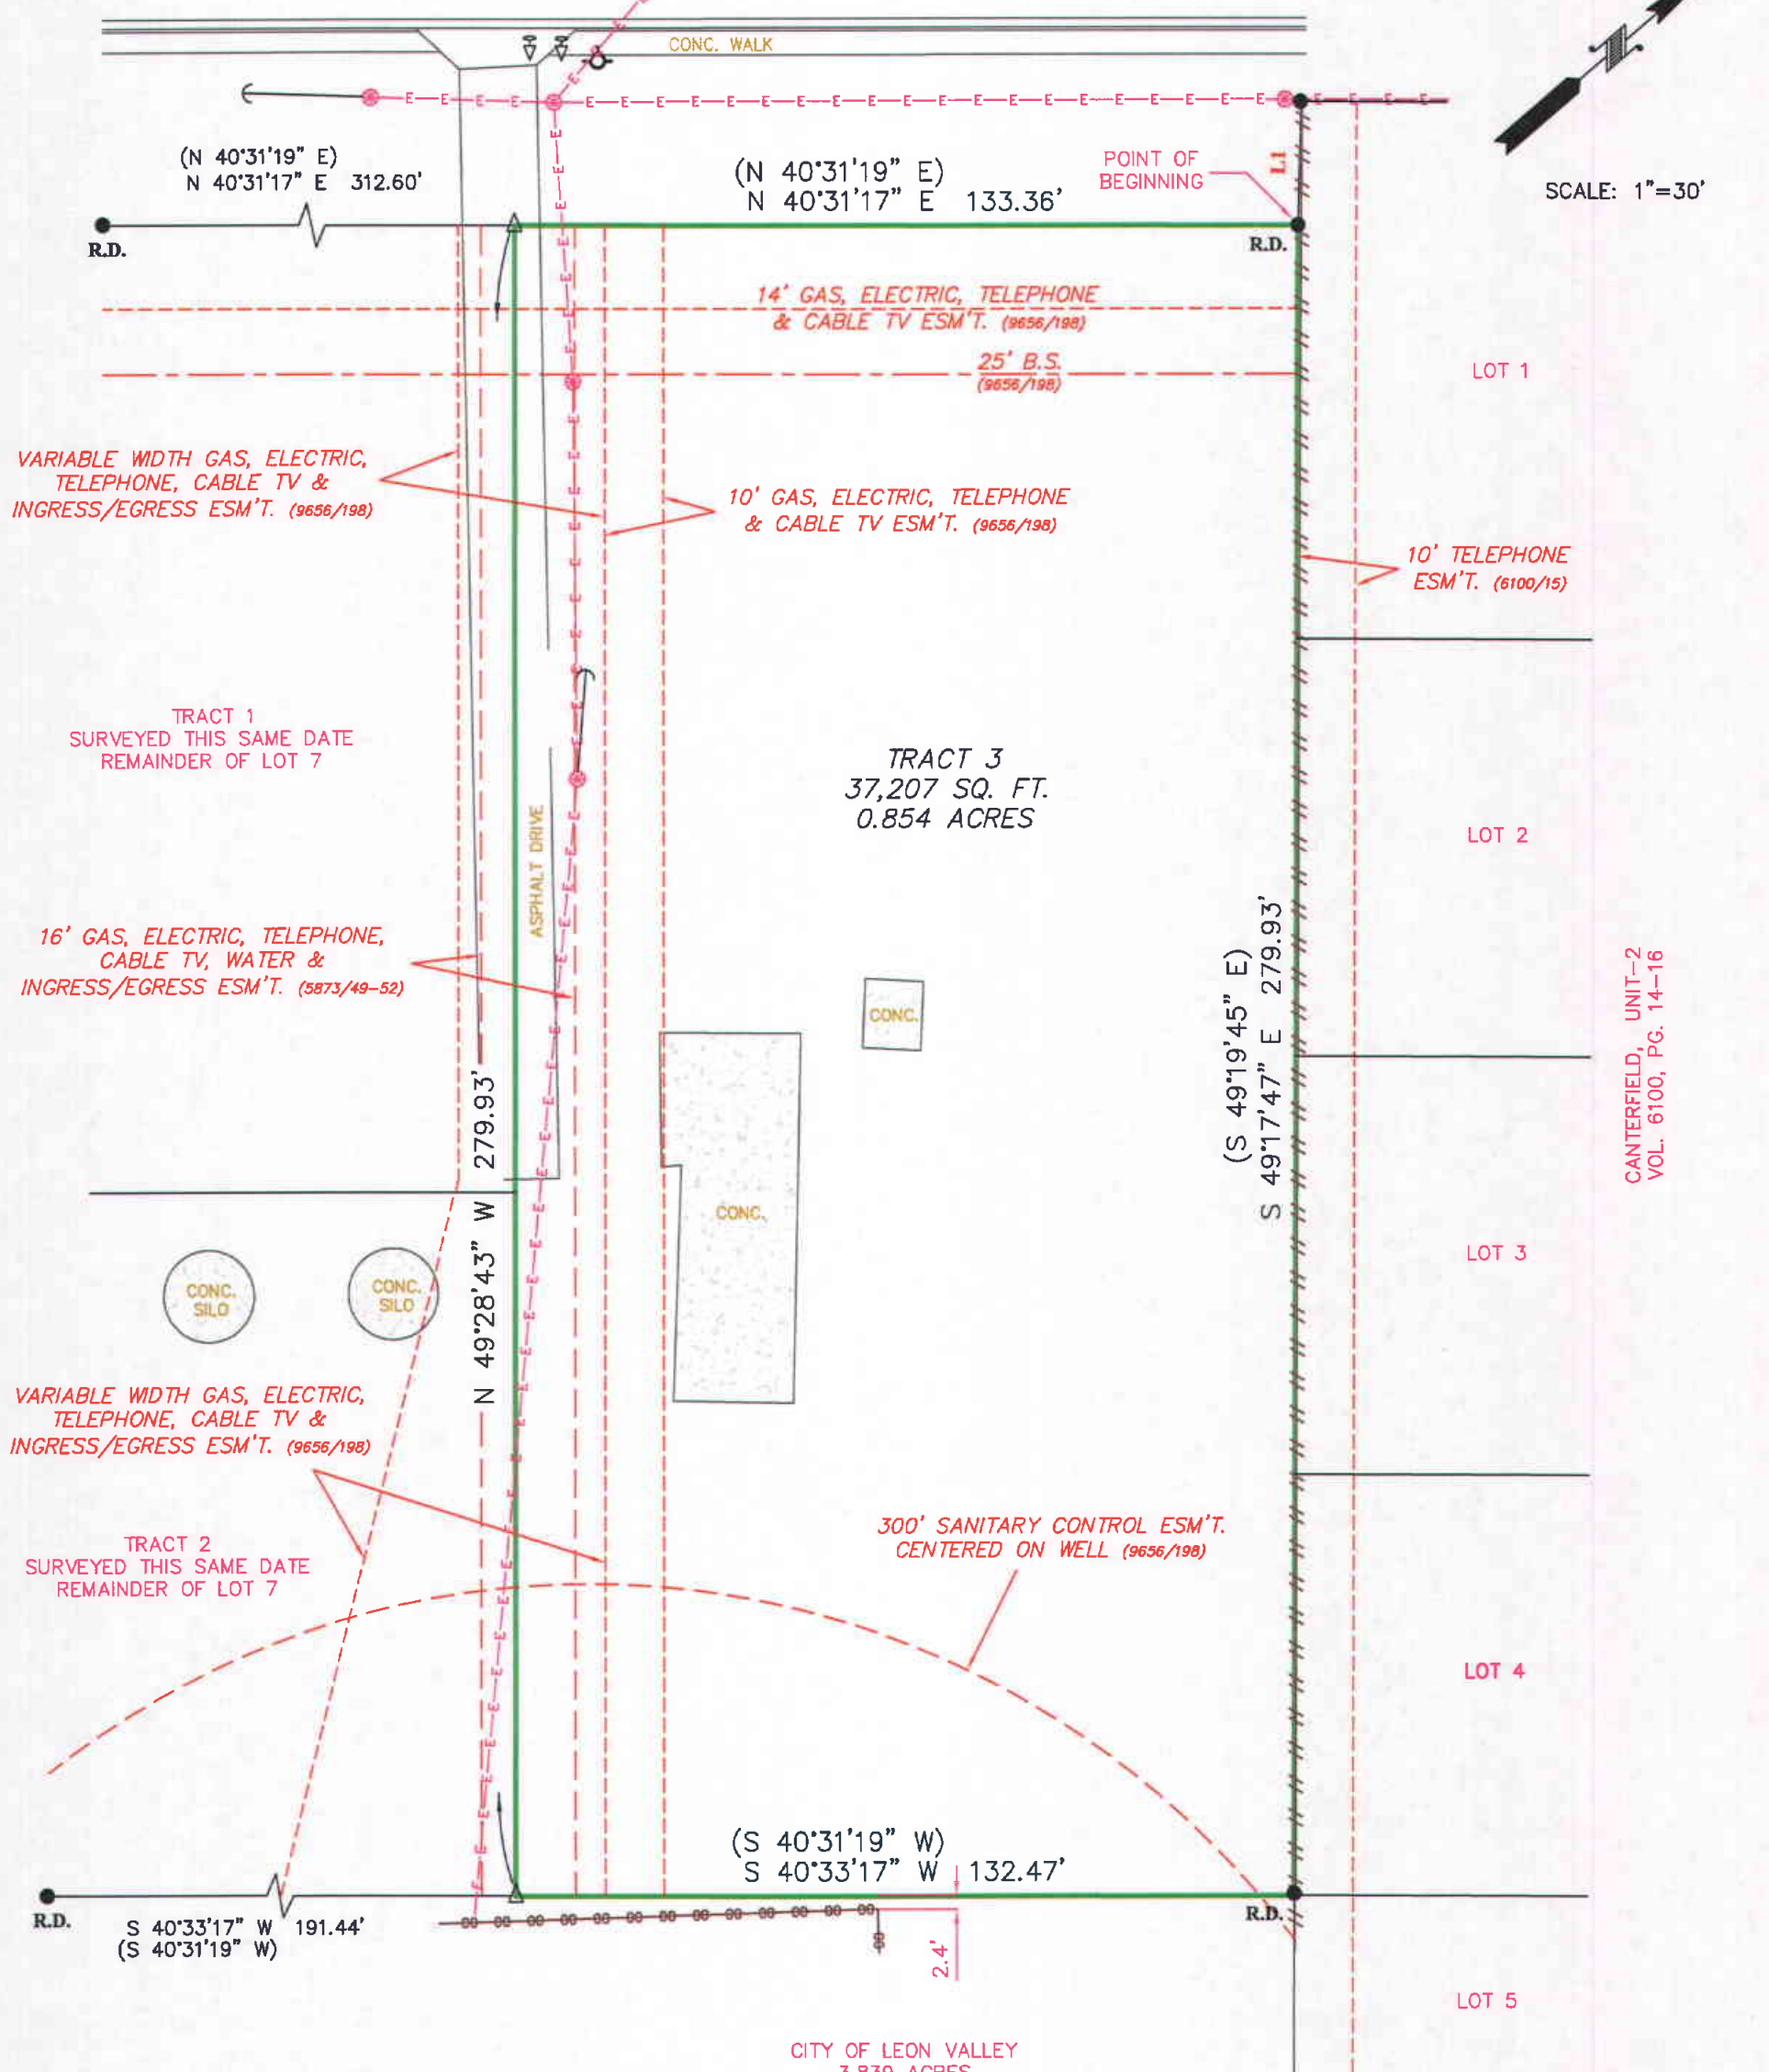 CONC. WALK
(N 40°31'19" E)
N 40°31'17" E 312.60'
(N 40°31'19" E)
N 40°31'17" E 133.36'
POINT OF
BEGINNING
L1
SCALE: 1"=30'
R.D.
R.D.
14' GAS, ELECTRIC, TELEPHONE
& CABLE TV ESM'T. (9656/198)
25' B.S.
(9656/198)
LOT 1
VARIABLE WIDTH GAS, ELECTRIC,
TELEPHONE, CABLE TV &
INGRESS/EGRESS ESM'T. (9656/198)
10' GAS, ELECTRIC, TELEPHONE
& CABLE TV ESM'T. (9656/198)
10' TELEPHONE
ESM'T. (6100/15)
TRACT 1
SURVEYED THIS SAME DATE
REMAINDER OF LOT 7
TRACT 3
37,207 SQ. FT.
0.854 ACRES
ASPHALT DRIVE
LOT 2
16' GAS, ELECTRIC, TELEPHONE,
CABLE TV, WATER &
INGRESS/EGRESS ESM'T. (5873/49-52)
CONC.
(S 49°19'45" E)
S 49°17'47" E 279.93'
CANTERFIELD, UNIT-2
VOL. 6100, PG. 14-16
N 49°28'43" W 279.93'
CONC.
LOT 3
CONC.
SILO
CONC.
SILO
VARIABLE WIDTH GAS, ELECTRIC,
TELEPHONE, CABLE TV &
INGRESS/EGRESS ESM'T. (9656/198)
300' SANITARY CONTROL ESM'T.
CENTERED ON WELL (9656/198)
TRACT 2
SURVEYED THIS SAME DATE
REMAINDER OF LOT 7
LOT 4
(S 40°31'19" W)
S 40°33'17" W 132.47'
R.D.
R.D.
S 40°33'17" W 191.44'
(S 40°31'19" W)
2.4'
LOT 5
CITY OF LEON VALLEY
3.839 ACRES